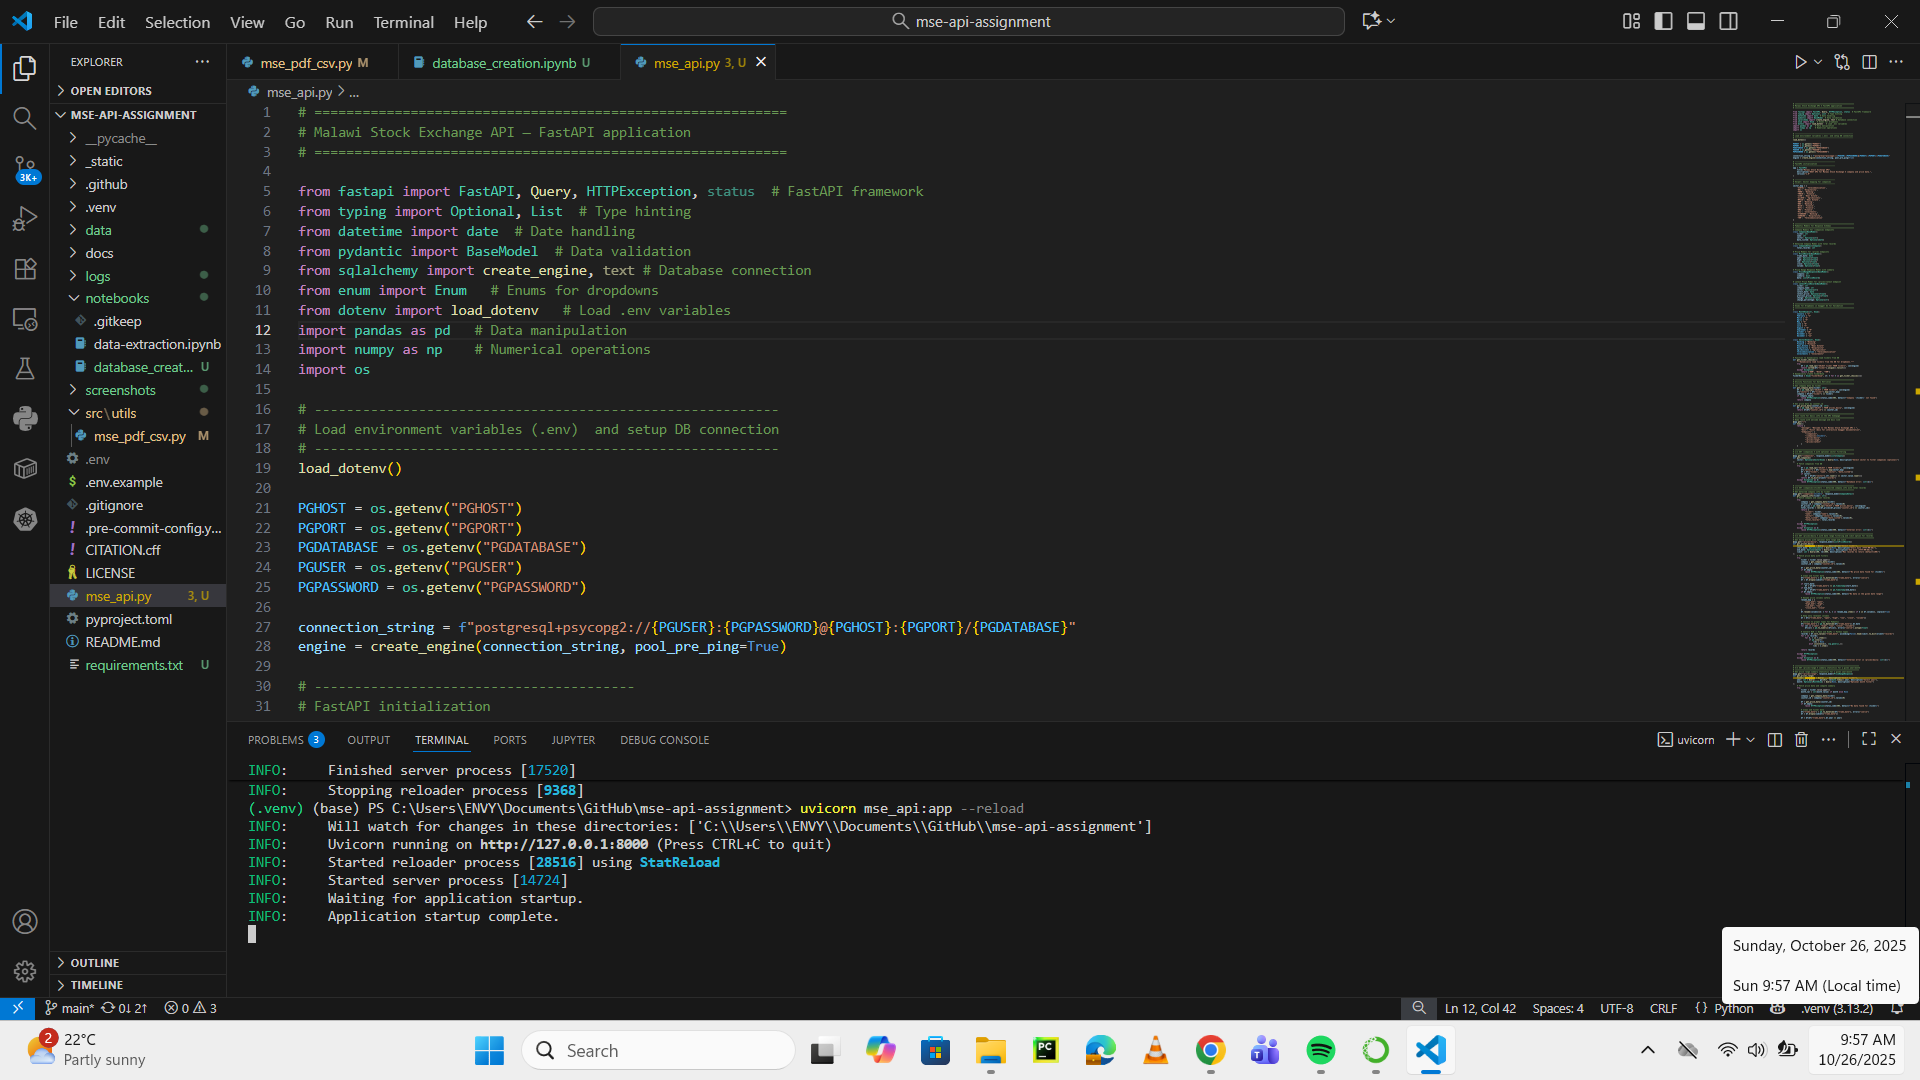 File Edit Selection View Go Run Terminal Help
mse-api-assignment
EXPLORER
OPEN EDITORS
MSE-API-ASSIGNMENT
__pycache__
_static
.github
.venv
data
docs
logs
notebooks
.gitkeep
data-extraction.ipynb
database_creat... U
screenshots
src\utils
mse_pdf_csv.py M
.env
$ .env.example
.gitignore
! .pre-commit-config.y...
! CITATION.cff
LICENSE
mse_api.py 3, U
pyproject.toml
README.md
requirements.txt U
OUTLINE
TIMELINE
3K+
mse_pdf_csv.py M
database_creation.ipynb U
mse_api.py 3, U
mse_api.py > ...
1 # ===========================================================
2 # Malawi Stock Exchange API — FastAPI application
3 # ===========================================================
4
5 from fastapi import FastAPI, Query, HTTPException, status # FastAPI framework
6 from typing import Optional, List # Type hinting
7 from datetime import date # Date handling
8 from pydantic import BaseModel # Data validation
9 from sqlalchemy import create_engine, text # Database connection
10 from enum import Enum # Enums for dropdowns
11 from dotenv import load_dotenv # Load .env variables
12 import pandas as pd # Data manipulation
13 import numpy as np # Numerical operations
14 import os
15
16 # ----------------------------------------------------------
17 # Load environment variables (.env) and setup DB connection
18 # ----------------------------------------------------------
19 load_dotenv()
20
21 PGHOST = os.getenv("PGHOST")
22 PGPORT = os.getenv("PGPORT")
23 PGDATABASE = os.getenv("PGDATABASE")
24 PGUSER = os.getenv("PGUSER")
25 PGPASSWORD = os.getenv("PGPASSWORD")
26
27 connection_string = f"postgresql+psycopg2://{PGUSER}:{PGPASSWORD}@{PGHOST}:{PGPORT}/{PGDATABASE}"
28 engine = create_engine(connection_string, pool_pre_ping=True)
29
30 # ----------------------------------------
31 # FastAPI initialization
PROBLEMS 3 OUTPUT TERMINAL PORTS JUPYTER DEBUG CONSOLE
uvicorn
INFO: Finished server process [17520]
INFO: Stopping reloader process [9368]
(.venv) (base) PS C:\Users\ENVY\Documents\GitHub\mse-api-assignment> uvicorn mse_api:app --reload
INFO: Will watch for changes in these directories: ['C:\\Users\\ENVY\\Documents\\GitHub\\mse-api-assignment']
INFO: Uvicorn running on http://127.0.0.1:8000 (Press CTRL+C to quit)
INFO: Started reloader process [28516] using StatReload
INFO: Started server process [14724]
INFO: Waiting for application startup.
INFO: Application startup complete.
Sunday, October 26, 2025
Sun 9:57 AM (Local time)
main* 0↓ 2↑ 0 3
Ln 12, Col 42 Spaces: 4 UTF-8 CRLF {} Python .venv (3.13.2)
2
22°C
Partly sunny
Search
PC
9:57 AM
10/26/2025